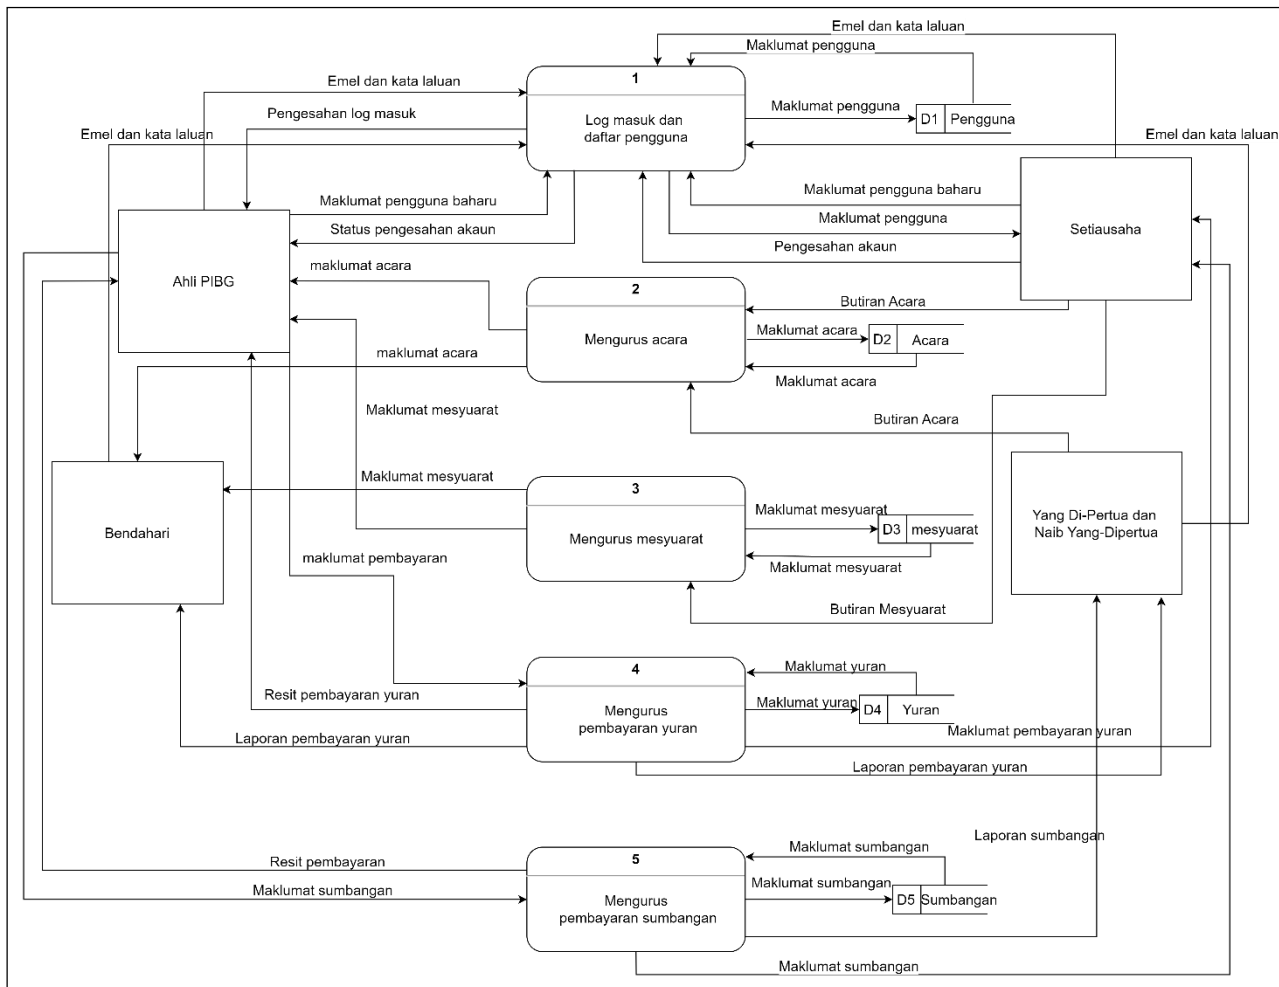 Emel dan kata laluan
Maklumat pengguna
1
Emel dan kata laluan
Maklumat pengguna
Log masuk dan
daftar pengguna
D1 Pengguna
Pengesahan log masuk
Emel dan kata laluan
Emel dan kata laluan
Maklumat pengguna baharu
Maklumat pengguna baharu
Maklumat pengguna
Status pengesahan akaun
Setiausaha
Pengesahan akaun
maklumat acara
Ahli PIBG
2
Butiran Acara
Maklumat acara
Mengurus acara
D2 Acara
maklumat acara
Maklumat acara
Maklumat mesyuarat
Butiran Acara
Maklumat mesyuarat
3
Maklumat mesyuarat
Yang Di-Pertua dan
Naib Yang-Dipertua
D3 mesyuarat
Bendahari
Mengurus mesyuarat
maklumat pembayaran
Maklumat mesyuarat
Butiran Mesyuarat
4
Maklumat yuran
Resit pembayaran yuran
Maklumat yuran
Mengurus
pembayaran yuran
D4 Yuran
Maklumat pembayaran yuran
Laporan pembayaran yuran
Laporan pembayaran yuran
Laporan sumbangan
Maklumat sumbangan
5
Resit pembayaran
Maklumat sumbangan
Maklumat sumbangan
Mengurus
pembayaran sumbangan
D5 Sumbangan
Maklumat sumbangan